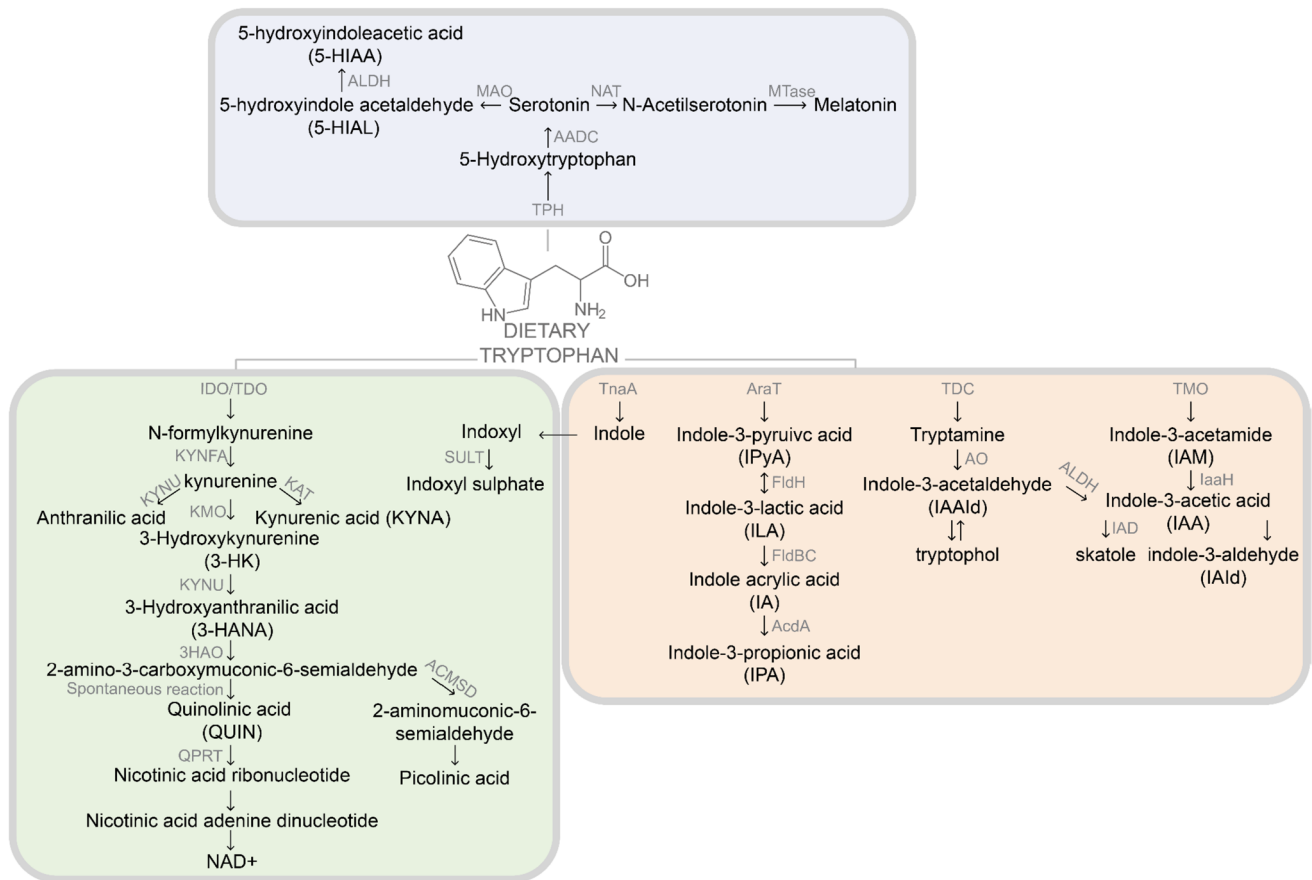 5-hydroxyindoleacetic acid
(5-HIAA)
ALDH
5-hydroxyindole acetaldehyde
(5-HIAL)
MAO
Serotonin
NAT
N-Acetilserotonin
MTase
Melatonin
AADC
5-Hydroxytryptophan
TPH
O
OH
NH2
HN
DIETARY
TRYPTOPHAN
IDO/TDO
N-formylkynurenine
KYNFA
kynurenine
KYNU
KAT
Anthranilic acid
KMO
Kynurenic acid (KYNA)
3-Hydroxykynurenine
(3-HK)
KYNU
3-Hydroxyanthranilic acid
(3-HANA)
3HAO
2-amino-3-carboxymuconic-6-semialdehyde
Spontaneous reaction
ACMSD
Quinolinic acid
(QUIN)
2-aminomuconic-6-
semialdehyde
QPRT
Nicotinic acid ribonucleotide
Picolinic acid
Nicotinic acid adenine dinucleotide
NAD+
Indoxyl
SULT
Indoxyl sulphate
TnaA
Indole
AraT
Indole-3-pyruivc acid
(IPyA)
FldH
Indole-3-lactic acid
(ILA)
FldBC
Indole acrylic acid
(IA)
AcdA
Indole-3-propionic acid
(IPA)
TDC
Tryptamine
AO
Indole-3-acetaldehyde
(IAAld)
tryptophol
ALDH
TMO
Indole-3-acetamide
(IAM)
IaaH
Indole-3-acetic acid
(IAA)
IAD
skatole
indole-3-aldehyde
(IAld)